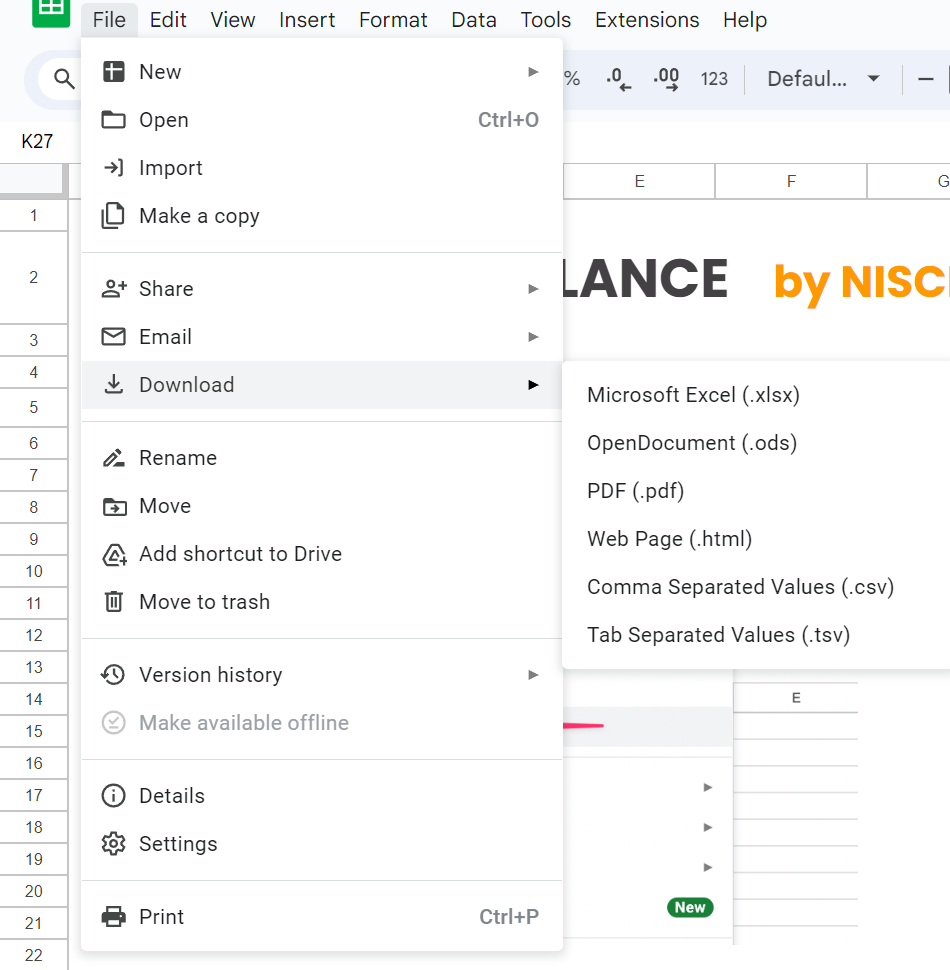 File Edit View Insert Format Data Tools Extensions Help
New
% .0 .00 123 Defaul...
Open Ctrl+O
K27
Import
E F G
Make a copy
1
2
LANCE by NISC
Share
3
Email
4
Download
5
Microsoft Excel (.xlsx)
6
OpenDocument (.ods)
Rename
7
PDF (.pdf)
8
Move
9
Web Page (.html)
Add shortcut to Drive
10
Comma Separated Values (.csv)
11
Move to trash
12
Tab Separated Values (.tsv)
13
Version history
14
E
Make available offline
15
16
17
Details
18
Settings
19
20
New
21
Print Ctrl+P
22